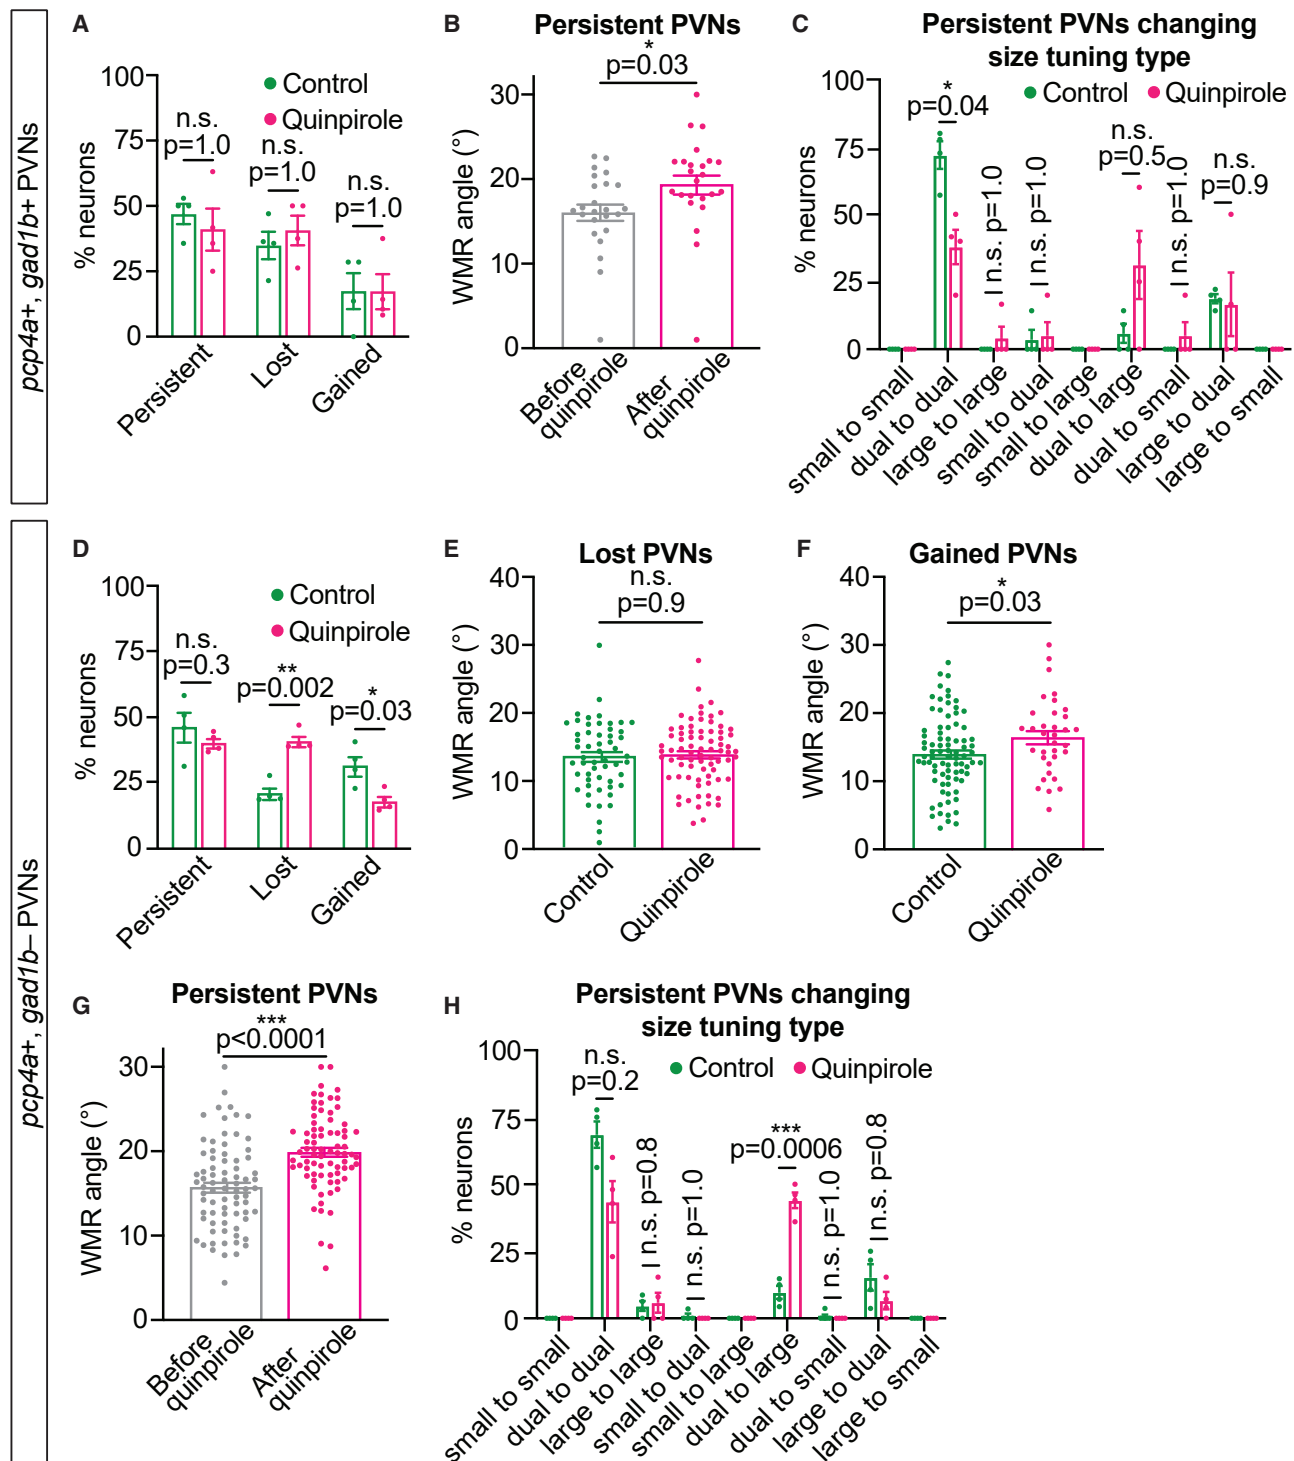 pcp4a+, gad1b+ PVNs
A
% neurons
100
75
50
25
0
Control
Quinpirole
n.s.
p=1.0
n.s.
p=1.0
n.s.
p=1.0
Persistent
Lost
Gained
B
Persistent PVNs
*
p=0.03
WMR angle (°)
30
20
10
0
Before
quinpirole
After
quinpirole
C
Persistent PVNs changing
size tuning type
Control
Quinpirole
% neurons
100
75
50
25
0
*
p=0.04
n.s. p=1.0
n.s. p=1.0
n.s.
p=0.5
n.s. p=1.0
n.s.
p=0.9
small to small
dual to dual
large to large
small to dual
small to large
dual to large
dual to small
large to dual
large to small
pcp4a+, gad1b– PVNs
D
% neurons
100
75
50
25
0
Control
Quinpirole
n.s.
p=0.3
**
p=0.002
*
p=0.03
Persistent
Lost
Gained
E
Lost PVNs
n.s.
p=0.9
WMR angle (°)
40
30
20
10
0
Control
Quinpirole
F
Gained PVNs
*
p=0.03
WMR angle (°)
40
30
20
10
0
Control
Quinpirole
G
Persistent PVNs
***
p<0.0001
WMR angle (°)
30
20
10
0
Before
quinpirole
After
quinpirole
H
Persistent PVNs changing
size tuning type
Control
Quinpirole
% neurons
100
75
50
25
0
n.s.
p=0.2
n.s. p=0.8
n.s. p=1.0
***
p=0.0006
n.s. p=1.0
n.s. p=0.8
small to small
dual to dual
large to large
small to dual
small to large
dual to large
dual to small
large to dual
large to small